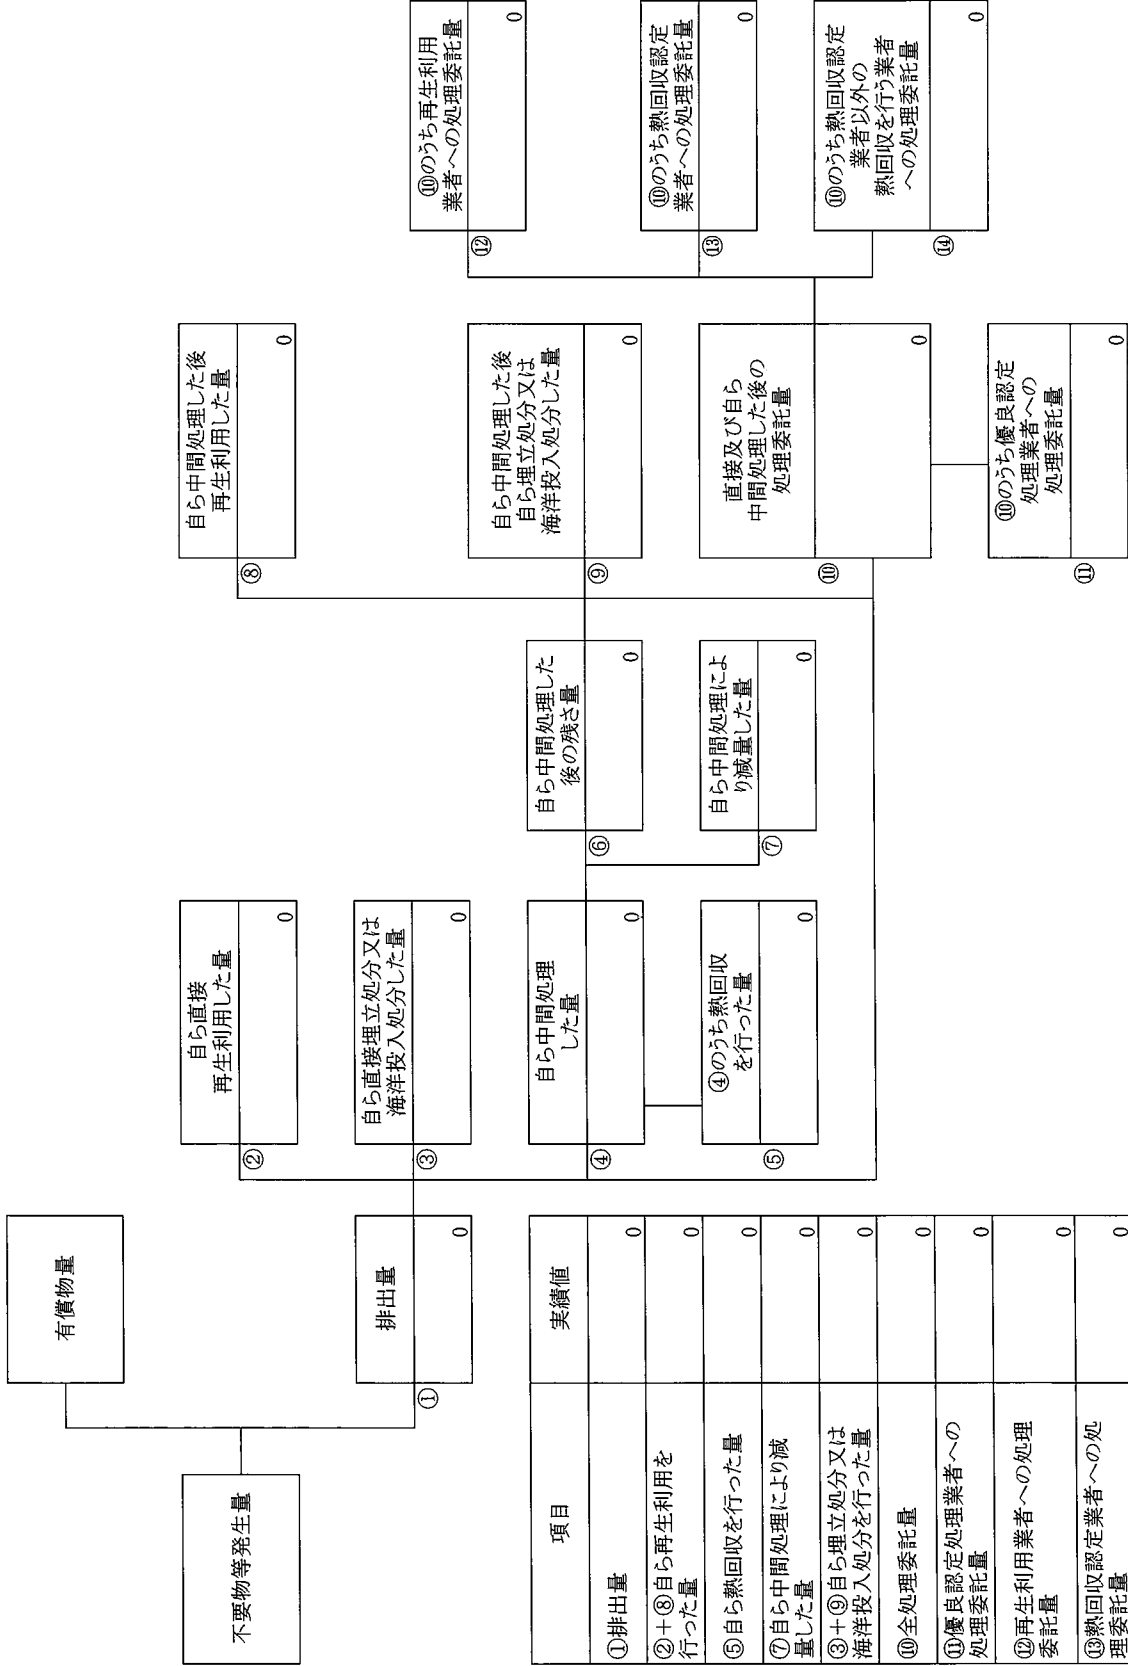 不要物等発生量
有償物量
排出量
①
0
自ら直接
再生利用した量
②
0
自ら直接埋立処分又は
海洋投入処分した量
③
0
自ら中間処理
した量
④
0
④のうち熱回収
を行った量
⑤
0
自ら中間処理した
後の残さ量
⑥
0
自ら中間処理によ
り減量した量
⑦
0
自ら中間処理した後
再生利用した量
⑧
0
自ら中間処理した後
自ら埋立処分又は
海洋投入処分した量
⑨
0
直接及び自ら
中間処理した後の
処理委託量
⑩
0
⑩のうち優良認定
処理業者への
処理委託量
⑪
0
⑩のうち再生利用
業者への処理委託量
⑫
0
⑩のうち熱回収認定
業者への処理委託量
⑬
0
⑩のうち熱回収認定
業者以外の
熱回収を行う業者
への処理委託量
⑭
0
項目 実績値
①排出量 0
②+⑧自ら再生利用を
行った量 0
⑤自ら熱回収を行った量 0
⑦自ら中間処理により減
量した量 0
③+⑨自ら埋立処分又は
海洋投入処分を行った量 0
⑩全処理委託量 0
⑪優良認定処理業者への
処理委託量 0
⑫再生利用業者への処理
委託量 0
⑬熱回収認定業者への処
理委託量 0